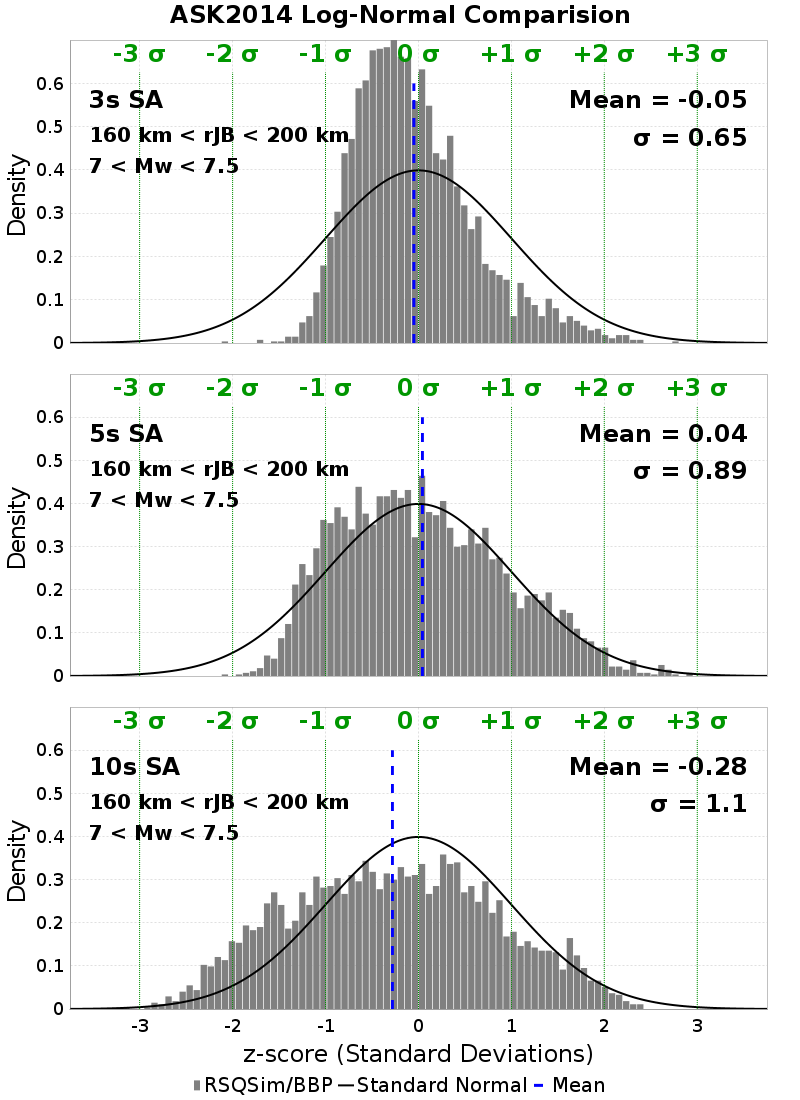 ASK2014 Log-Normal Comparision
-3 σ -2 σ -1 σ 0 σ +1 σ +2 σ +3 σ
3s SA
Mean = -0.05
160 km < rJB < 200 km
σ = 0.65
7 < Mw < 7.5
0.6
0.5
0.4
0.3
0.2
0.1
0
Density
-3 σ -2 σ -1 σ 0 σ +1 σ +2 σ +3 σ
5s SA
Mean = 0.04
160 km < rJB < 200 km
σ = 0.89
7 < Mw < 7.5
0.6
0.5
0.4
0.3
0.2
0.1
0
Density
-3 σ -2 σ -1 σ 0 σ +1 σ +2 σ +3 σ
10s SA
Mean = -0.28
160 km < rJB < 200 km
σ = 1.1
7 < Mw < 7.5
0.6
0.5
0.4
0.3
0.2
0.1
0
Density
-3 -2 -1 0 1 2 3
z-score (Standard Deviations)
RSQSim/BBP Standard Normal Mean